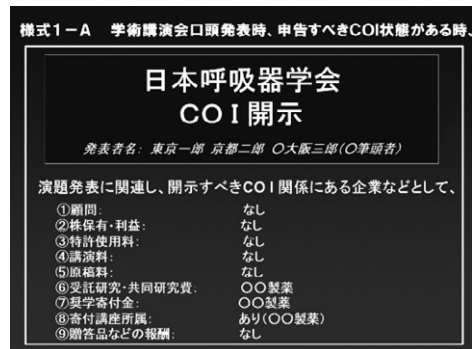 様式1－A 学術講演会口頭発表時、申告すべきCOI状態がある時、
日本呼吸器学会
COI開示
発表者名: 東京一郎 京都二郎 〇大阪三郎(〇筆頭者)
演題発表に関連し、開示すべきCOI関係にある企業などとして、
①顧問: なし
②株保有・利益: なし
③特許使用料: なし
④講演料: なし
⑤原稿料: なし
⑥受託研究・共同研究費: 〇〇製薬
⑦奨学寄付金: 〇〇製薬
⑧寄付講座所属: あり(〇〇製薬)
⑨贈答品などの報酬: なし